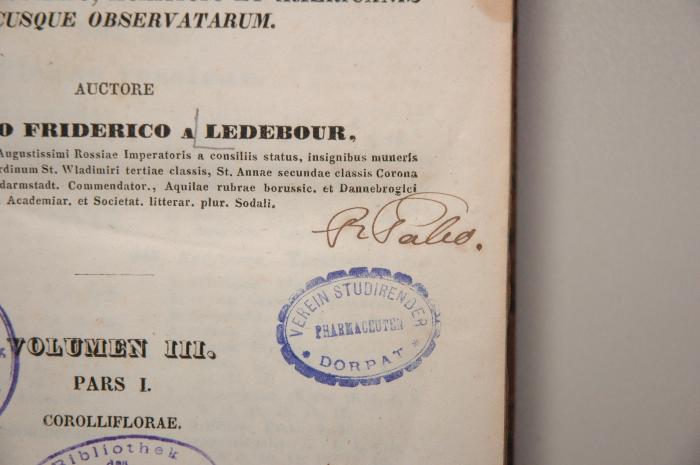 CUSQUE OBSERVATARUM.
AUCTORE
O FRIDERICO A LEDEBOUR,
Augustissimi Rossiae Imperatoris a consiliis status, insignibus muneris
rdinum St. Wladimiri tertiae classis, St. Annae secundae classis Corona
darmstadt. Commendator., Aquilae rubrae borussic. et Dannebrogici
Academiar. et Societat. litterar. plur. Sodali.
VEREIN STUDIRENDER
PHARMACEUTEN
* DORPAT *
VOLUMEN III.
PARS I.
COROLLIFLORAE.
Bibliothek
des